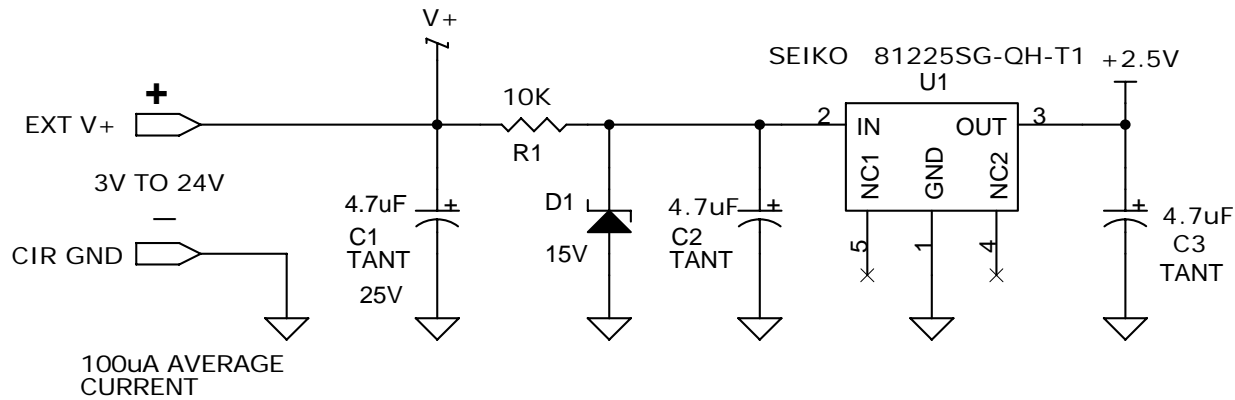 V+
SEIKO 81225SG-QH-T1
+2.5V
U1
+
10K
EXT V+
2
IN
OUT
3
R1
NC1
GND
NC2
3V TO 24V
4.7uF
+
D1
4.7uF
+
+
4.7uF
–
C1
C2
5
1
4
C3
CIR GND
TANT
15V
TANT
TANT
25V
100uA AVERAGE
CURRENT